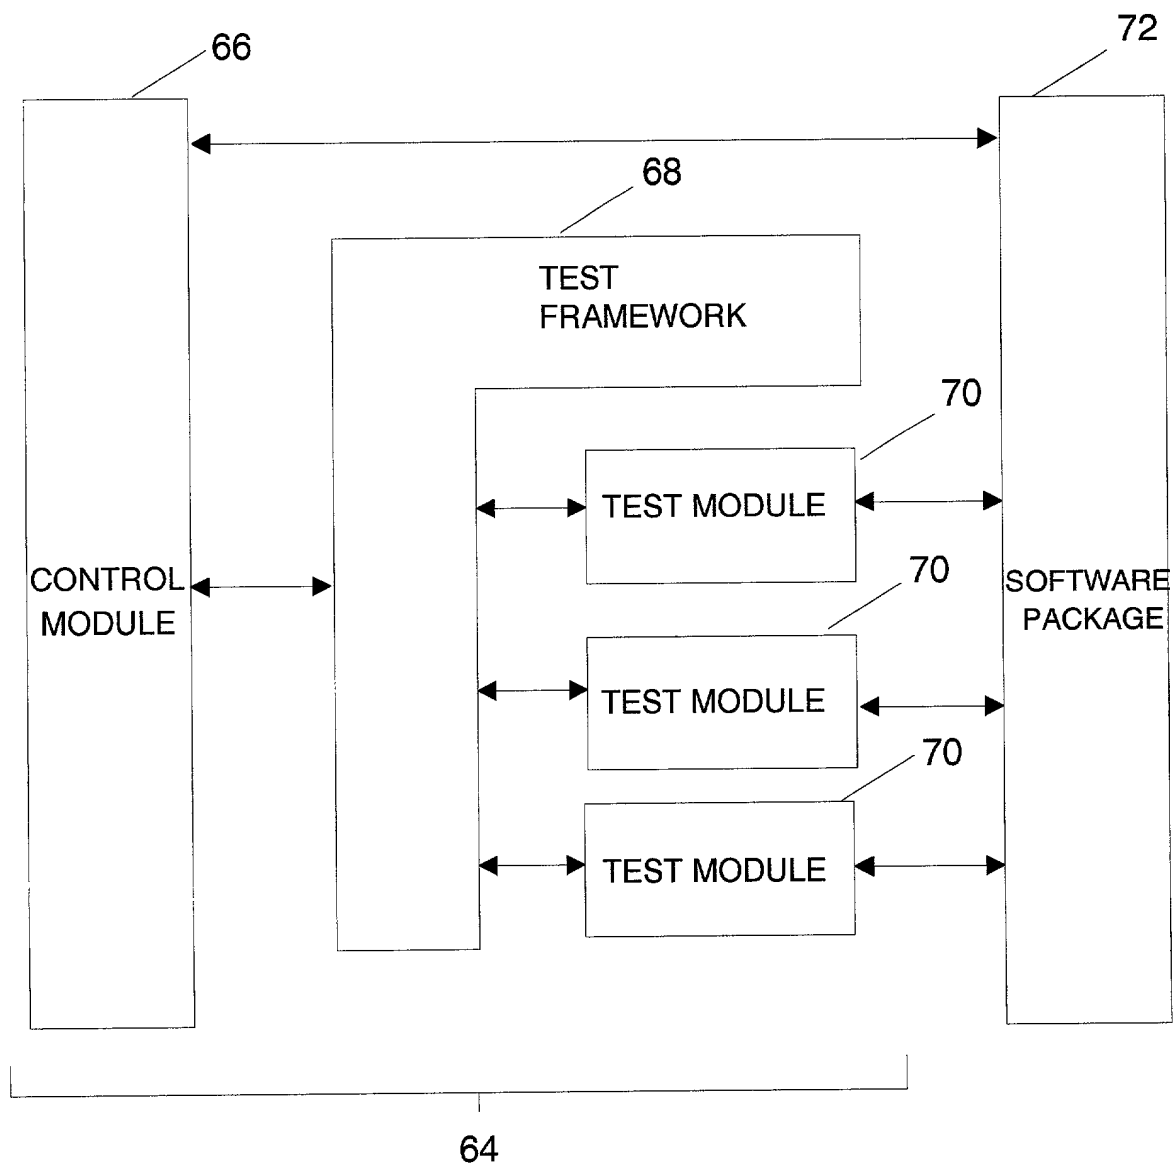 66
72
68
TEST
FRAMEWORK
70
TEST MODULE
70
CONTROL
MODULE
SOFTWARE
PACKAGE
TEST MODULE
70
TEST MODULE
64